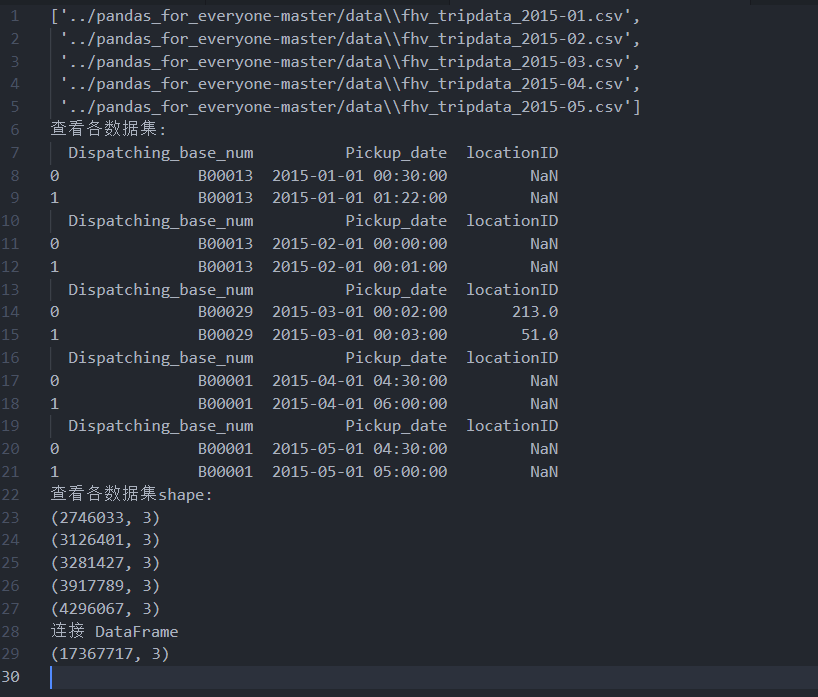 1 ['../pandas_for_everyone-master/data\\fhv_tripdata_2015-01.csv',
2 '../pandas_for_everyone-master/data\\fhv_tripdata_2015-02.csv',
3 '../pandas_for_everyone-master/data\\fhv_tripdata_2015-03.csv',
4 '../pandas_for_everyone-master/data\\fhv_tripdata_2015-04.csv',
5 '../pandas_for_everyone-master/data\\fhv_tripdata_2015-05.csv']
6 查看各数据集:
7 Dispatching_base_num Pickup_date locationID
8 0 B00013 2015-01-01 00:30:00 NaN
9 1 B00013 2015-01-01 01:22:00 NaN
10 Dispatching_base_num Pickup_date locationID
11 0 B00013 2015-02-01 00:00:00 NaN
12 1 B00013 2015-02-01 00:01:00 NaN
13 Dispatching_base_num Pickup_date locationID
14 0 B00029 2015-03-01 00:02:00 213.0
15 1 B00029 2015-03-01 00:03:00 51.0
16 Dispatching_base_num Pickup_date locationID
17 0 B00001 2015-04-01 04:30:00 NaN
18 1 B00001 2015-04-01 06:00:00 NaN
19 Dispatching_base_num Pickup_date locationID
20 0 B00001 2015-05-01 04:30:00 NaN
21 1 B00001 2015-05-01 05:00:00 NaN
22 查看各数据集shape:
23 (2746033, 3)
24 (3126401, 3)
25 (3281427, 3)
26 (3917789, 3)
27 (4296067, 3)
28 连接 DataFrame
29 (17367717, 3)
30